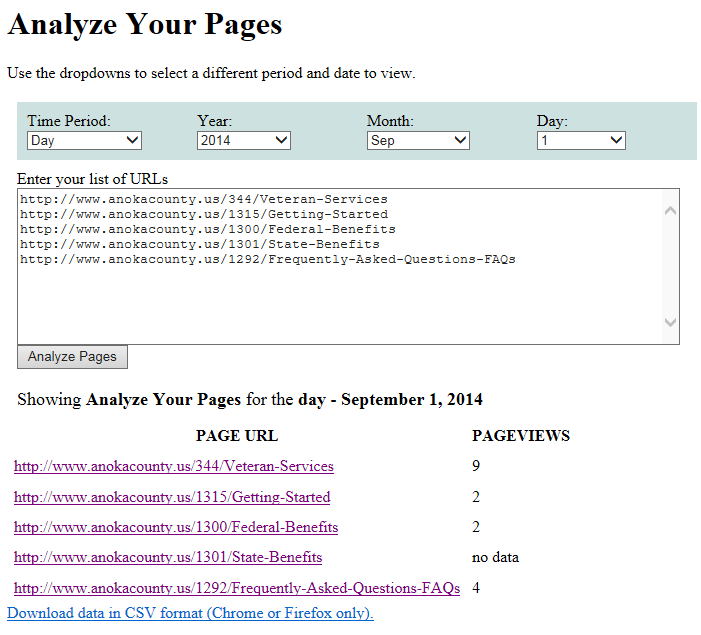 Analyze Your Pages
Use the dropdowns to select a different period and date to view.
Time Period: Year: Month: Day:
Day 2014 Sep 1
Enter your list of URLs
http://www.anokacounty.us/344/Veteran-Services
http://www.anokacounty.us/1315/Getting-Started
http://www.anokacounty.us/1300/Federal-Benefits
http://www.anokacounty.us/1301/State-Benefits
http://www.anokacounty.us/1292/Frequently-Asked-Questions-FAQs
Analyze Pages
Showing Analyze Your Pages for the day - September 1, 2014
PAGE URL PAGEVIEWS
http://www.anokacounty.us/344/Veteran-Services 9
http://www.anokacounty.us/1315/Getting-Started 2
http://www.anokacounty.us/1300/Federal-Benefits 2
http://www.anokacounty.us/1301/State-Benefits no data
http://www.anokacounty.us/1292/Frequently-Asked-Questions-FAQs 4
Download data in CSV format (Chrome or Firefox only).